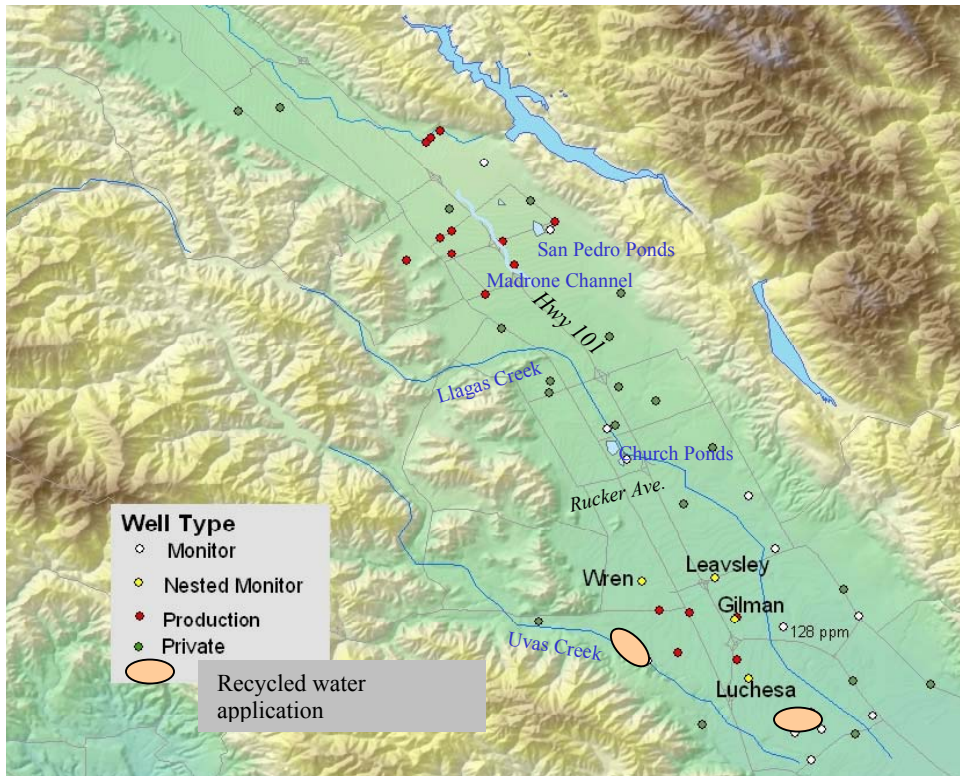 San Pedro Ponds
Madrone Channel
Hwy 101
Llagas Creek
Church Ponds
Rucker Ave.
Wren
Leavsley
Gilman
128 ppm
Uvas Creek
Luchesa
Well Type
Monitor
Nested Monitor
Production
Private
Recycled water
application